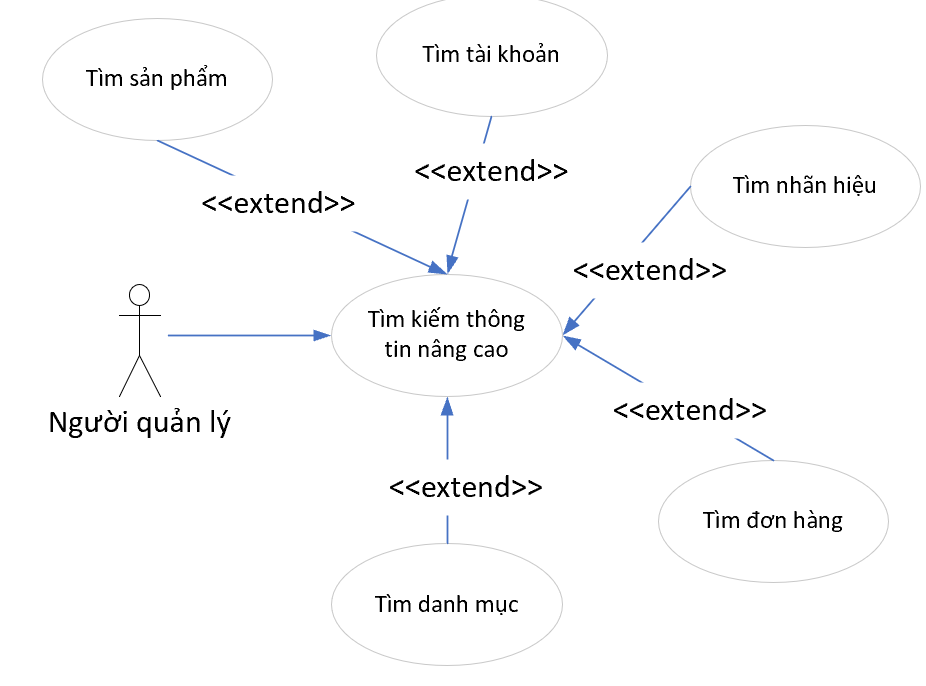 Tìm tài khoản
Tìm sản phẩm
<<extend>>
Tìm nhãn hiệu
<<extend>>
<<extend>>
Tìm kiếm thông
tin nâng cao
Người quản lý
<<extend>>
<<extend>>
Tìm đơn hàng
Tìm danh mục